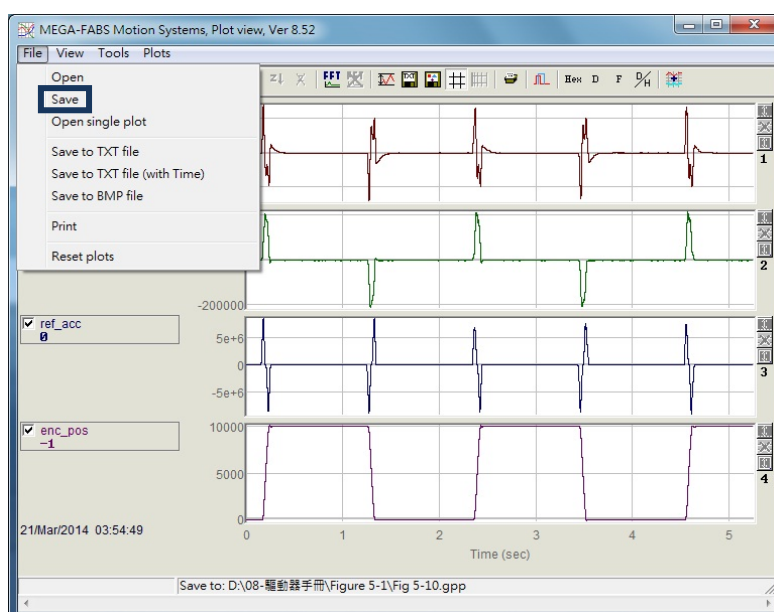 MEGA-FABS Motion Systems, Plot view, Ver 8.52
File View Tools Plots
Open
Save
Open single plot
Save to TXT file
Save to TXT file (with Time)
Save to BMP file
Print
Reset plots
FFT
Hex D F D/H
1
2
-200000
ref_acc
0
5e+6
0
-5e+6
3
enc_pos
-1
10000
5000
0
4
21/Mar/2014 03:54:49
0 1 2 3 4 5
Time (sec)
Save to: D:\08-驅動器手冊\Figure 5-1\Fig 5-10.gpp